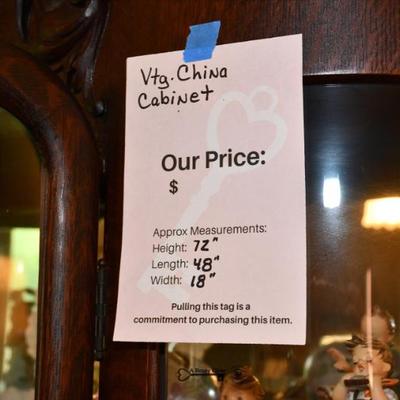 Vtg. China
Cabinet
Our Price:
$
Approx Measurements:
Height: 72"
Length: 48"
Width: 18"
Pulling this tag is a
commitment to purchasing this item.